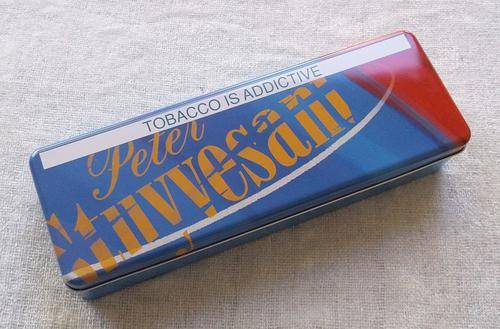 TOBACCO IS ADDICTIVE
Peter
Stuyvesant